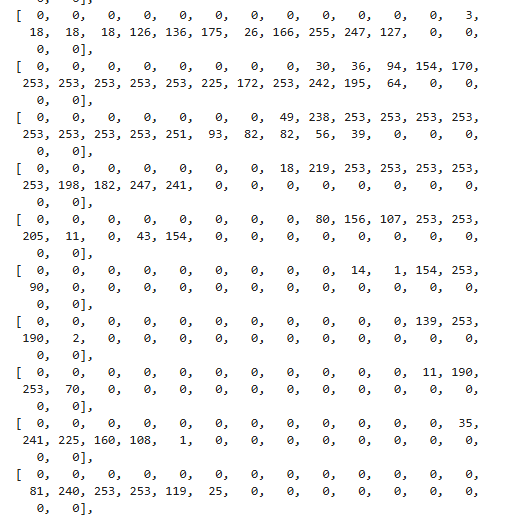 0, 0],
[ 0, 0, 0, 0, 0, 0, 0, 0, 0, 0, 0, 3,
18, 18, 18, 126, 136, 175, 26, 166, 255, 247, 127, 0, 0,
0, 0],
[ 0, 0, 0, 0, 0, 0, 0, 0, 30, 36, 94, 154, 170,
253, 253, 253, 253, 253, 225, 172, 253, 242, 195, 64, 0, 0,
0, 0],
[ 0, 0, 0, 0, 0, 0, 0, 49, 238, 253, 253, 253, 253,
253, 253, 253, 253, 251, 93, 82, 82, 56, 39, 0, 0, 0,
0, 0],
[ 0, 0, 0, 0, 0, 0, 0, 18, 219, 253, 253, 253, 253,
253, 198, 182, 247, 241, 0, 0, 0, 0, 0, 0, 0, 0,
0, 0],
[ 0, 0, 0, 0, 0, 0, 0, 0, 80, 156, 107, 253, 253,
205, 11, 0, 43, 154, 0, 0, 0, 0, 0, 0, 0, 0,
0, 0],
[ 0, 0, 0, 0, 0, 0, 0, 0, 0, 14, 1, 154, 253,
90, 0, 0, 0, 0, 0, 0, 0, 0, 0, 0, 0, 0,
0, 0],
[ 0, 0, 0, 0, 0, 0, 0, 0, 0, 0, 0, 139, 253,
190, 2, 0, 0, 0, 0, 0, 0, 0, 0, 0, 0, 0,
0, 0],
[ 0, 0, 0, 0, 0, 0, 0, 0, 0, 0, 0, 11, 190,
253, 70, 0, 0, 0, 0, 0, 0, 0, 0, 0, 0, 0,
0, 0],
[ 0, 0, 0, 0, 0, 0, 0, 0, 0, 0, 0, 0, 35,
241, 225, 160, 108, 1, 0, 0, 0, 0, 0, 0, 0, 0,
0, 0],
[ 0, 0, 0, 0, 0, 0, 0, 0, 0, 0, 0, 0, 0,
81, 240, 253, 253, 119, 25, 0, 0, 0, 0, 0, 0, 0,
0, 0],